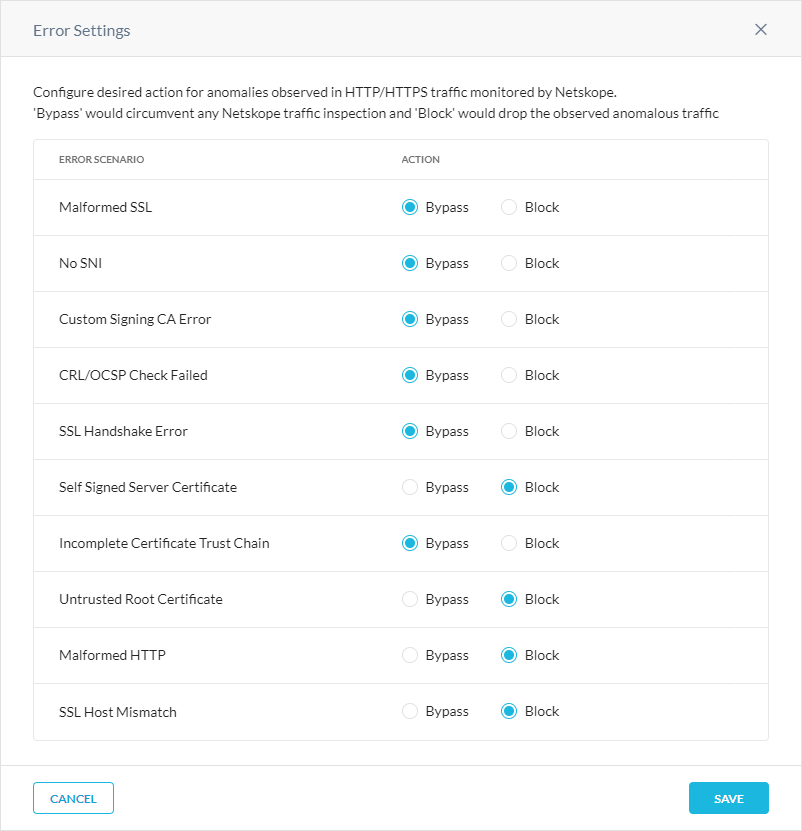 Error Settings
Configure desired action for anomalies observed in HTTP/HTTPS traffic monitored by Netskope.
'Bypass' would circumvent any Netskope traffic inspection and 'Block' would drop the observed anomalous traffic
ERROR SCENARIO ACTION
Malformed SSL Bypass Block
No SNI Bypass Block
Custom Signing CA Error Bypass Block
CRL/OCSP Check Failed Bypass Block
SSL Handshake Error Bypass Block
Self Signed Server Certificate Bypass Block
Incomplete Certificate Trust Chain Bypass Block
Untrusted Root Certificate Bypass Block
Malformed HTTP Bypass Block
SSL Host Mismatch Bypass Block
CANCEL SAVE